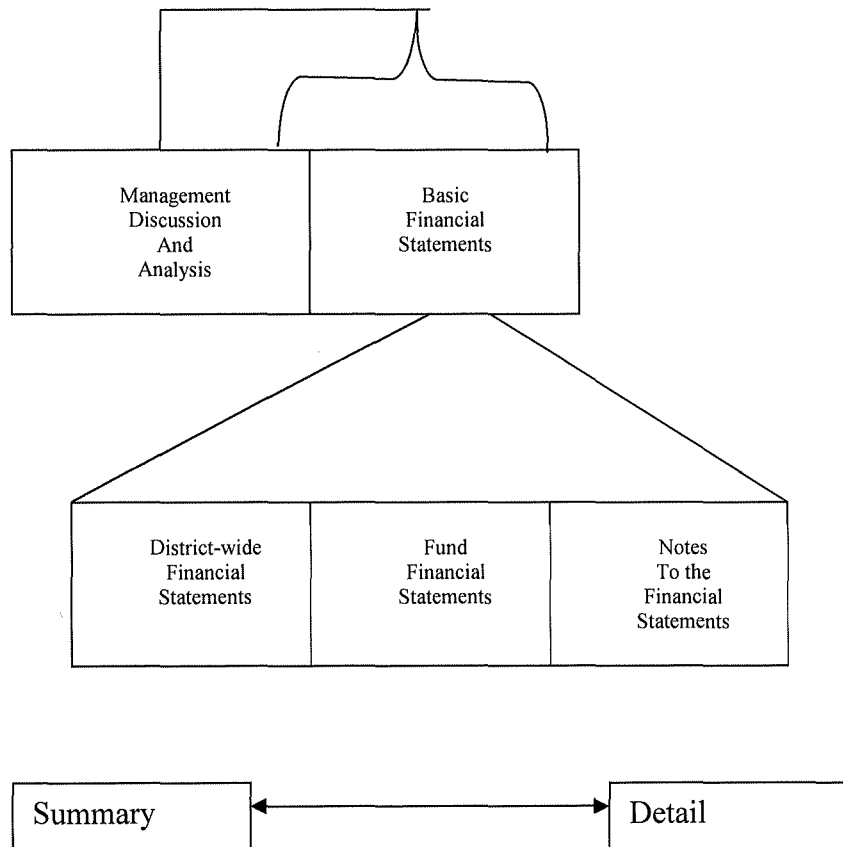 Management
Discussion
And
Analysis
Basic
Financial
Statements
District-wide
Financial
Statements
Fund
Financial
Statements
Notes
To the
Financial
Statements
Summary
Detail